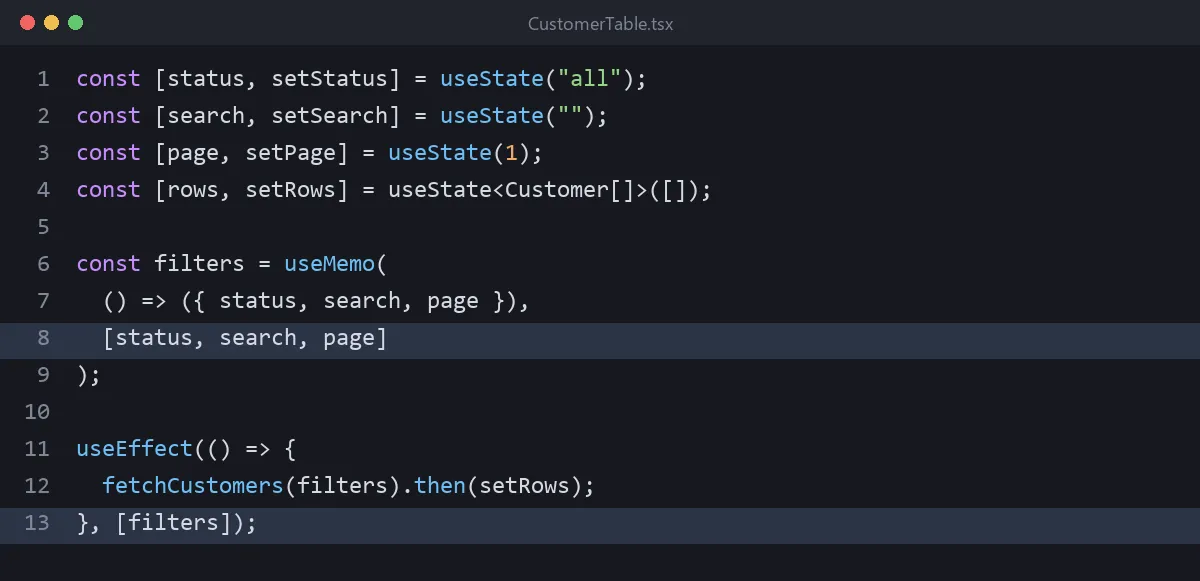 CustomerTable.tsx
1 const [status, setStatus] = useState("all");
2 const [search, setSearch] = useState("");
3 const [page, setPage] = useState(1);
4 const [rows, setRows] = useState<Customer[]>([]);
5
6 const filters = useMemo(
7   () => ({ status, search, page }),
8   [status, search, page]
9 );
10
11 useEffect(() => {
12   fetchCustomers(filters).then(setRows);
13 }, [filters]);